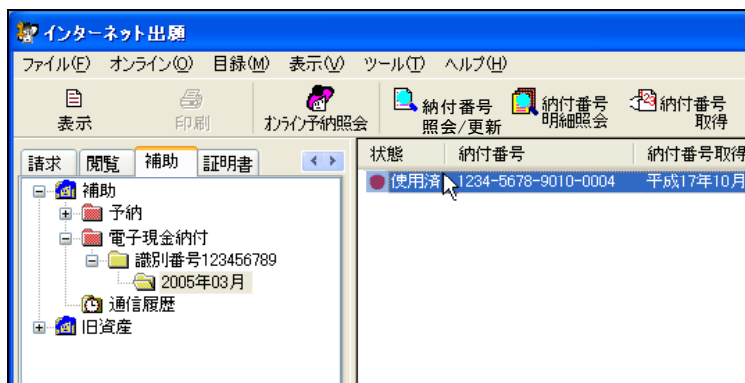 インターネット出願
ファイル(F) オンライン(O) 目録(M) 表示(V) ツール(T) ヘルプ(H)
表示
印刷
オンライン予納照会
納付番号
照会/更新
納付番号
明細照会
納付番号
取得
請求 閲覧 補助 証明書
補助
予納
電子現金納付
識別番号123456789
2005年03月
通信履歴
旧資産
状態 納付番号 納付番号取得
使用済 1234-5678-9010-0004 平成17年10月